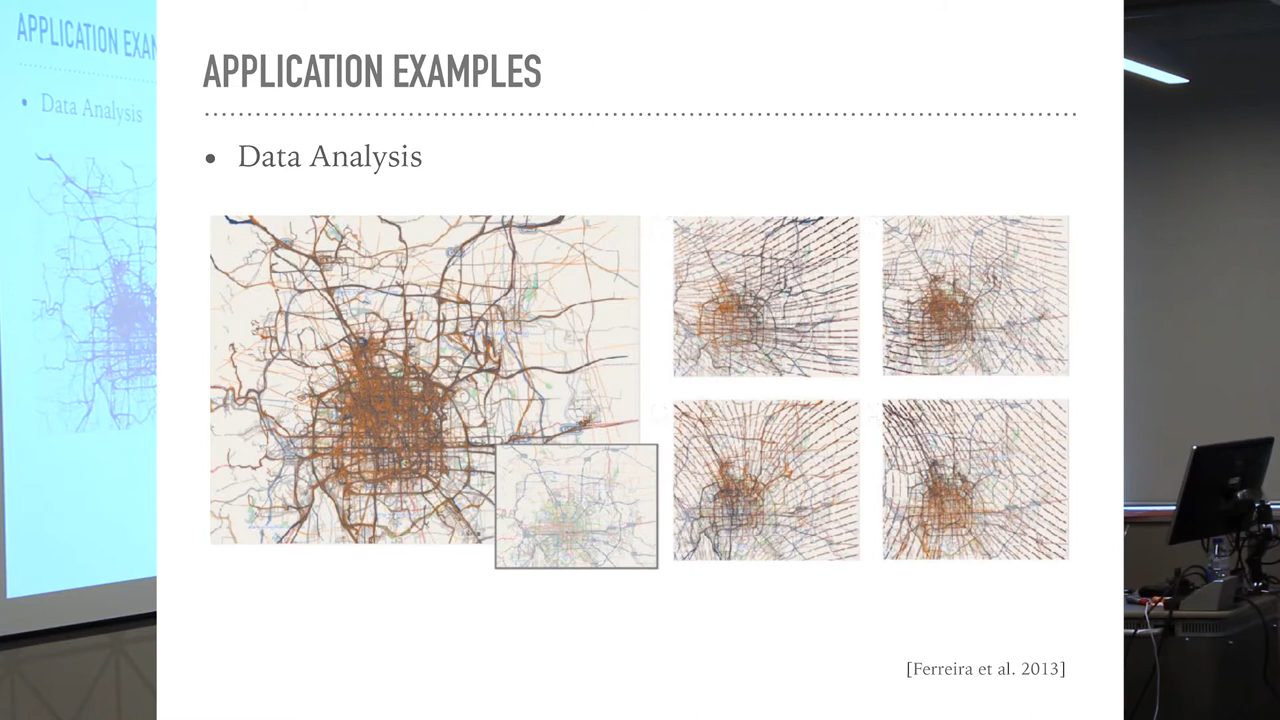 APPLICATION EXAM
• Data Analysis
APPLICATION EXAMPLES
• Data Analysis
[Ferreira et al. 2013]